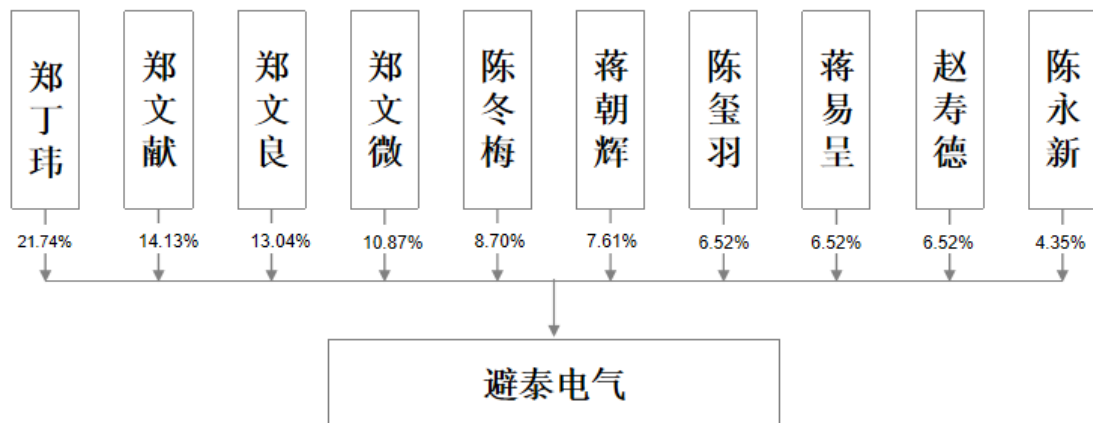 郑丁玮
郑文献
郑文良
郑文微
陈冬梅
蒋朝辉
陈玺羽
蒋易呈
赵寿德
陈永新
21.74%
14.13%
13.04%
10.87%
8.70%
7.61%
6.52%
6.52%
6.52%
4.35%
避泰电气